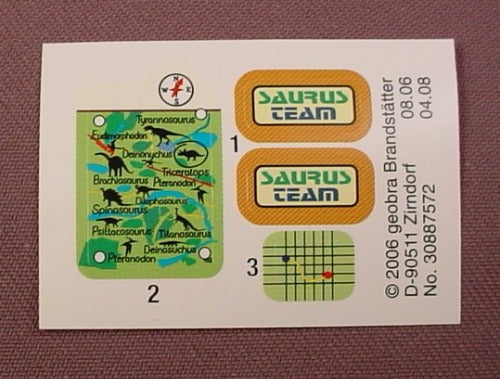 N
W E
S
Tyrannosaurus
Eudimorphodon
Deinonychus
Triceratops
Pteranodon
Brachiosaurus
Dilophosaurus
Spinosaurus
Psittacosaurus
Titanosaurus
Deinosuchus
Pteranodon
2
1
SAURUS
TEAM
SAURUS
TEAM
3
© 2006 geobra Brandstätter
D-90511 Zirndorf 08.06
No. 30887572 04.08